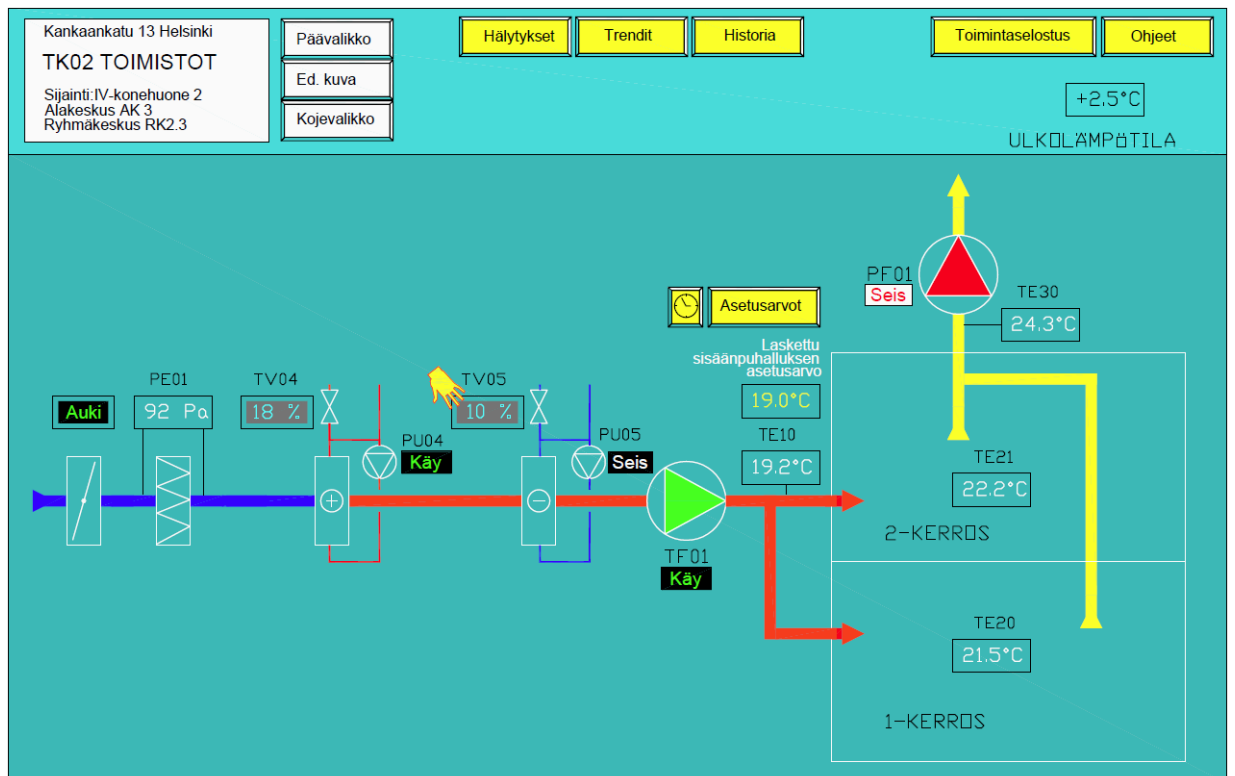 Kankaankatu 13 Helsinki
TK02 TOIMISTOT
Sijainti:IV-konehuone 2
Alakeskus AK 3
Ryhmäkeskus RK2.3
Päävalikko
Ed. kuva
Kojevalikko
Hälytykset
Trendit
Historia
Toimintaselostus
Ohjeet
+2.5°C
ULKOLÄMPÖTILA
PF01
Seis
TE30
24.3°C
Asetusarvot
Laskettu
sisäänpuhalluksen
asetusarvo
19.0°C
PE01
TV04
TV05
Auki
92 Pa
18 %
10 %
PU04
Käy
PU05
Seis
TE10
19.2°C
TE21
22.2°C
2-KERROS
TF01
Käy
TE20
21.5°C
1-KERROS